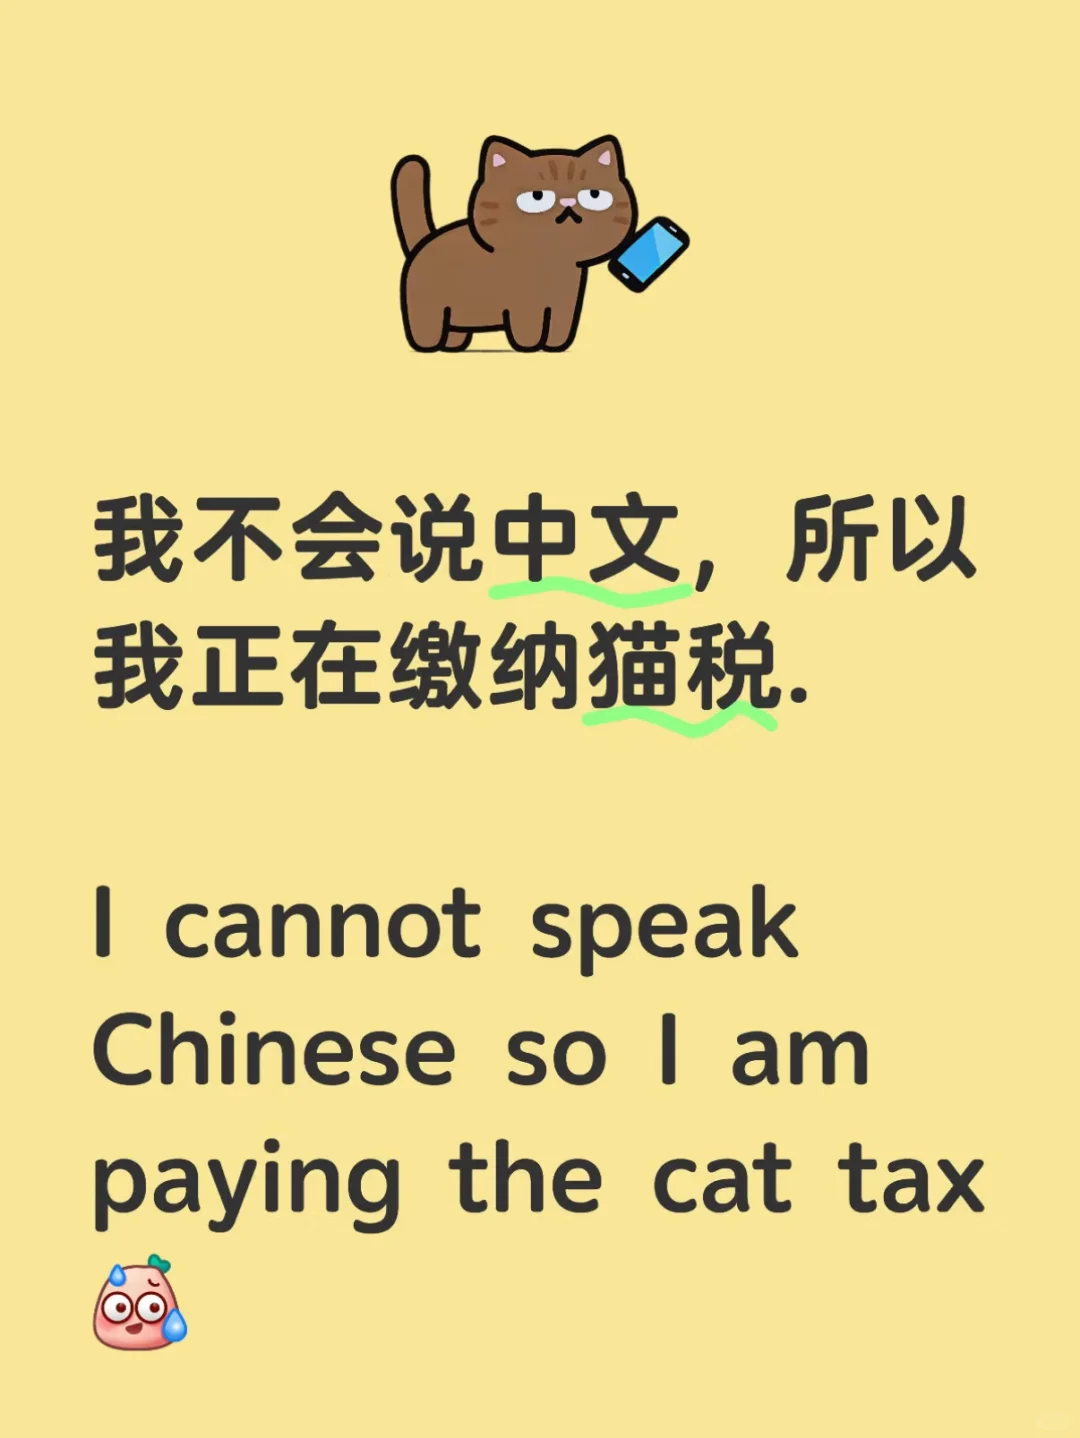 我不会说中文，所以
我正在缴纳猫税.
I cannot speak
Chinese so I am
paying the cat tax